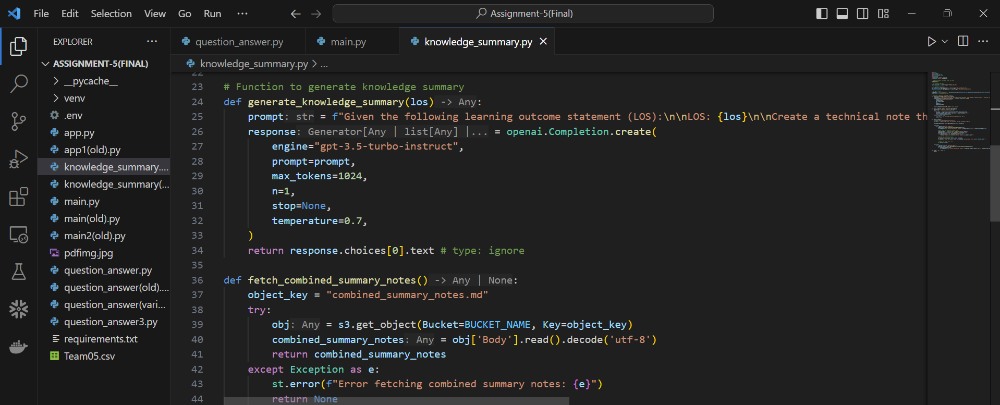 File Edit Selection View Go Run ··· Assignment-5(Final)
EXPLORER ···
ASSIGNMENT-5(FINAL)
__pycache__
venv
.env
app.py
app1(old).py
knowledge_summary....
knowledge_summary(...
main.py
main(old).py
main2(old).py
pdfimg.jpg
question_answer.py
question_answer(old)....
question_answer(vari...
question_answer3.py
requirements.txt
Team05.csv
question_answer.py main.py knowledge_summary.py
knowledge_summary.py > ...
22
23 # Function to generate knowledge summary
24 def generate_knowledge_summary(los) -> Any:
25 prompt: str = f"Given the following learning outcome statement (LOS):\n\nLOS: {los}\n\nCreate a technical note th
26 response: Generator[Any | list[Any] |... = openai.Completion.create(
27 engine="gpt-3.5-turbo-instruct",
28 prompt=prompt,
29 max_tokens=1024,
30 n=1,
31 stop=None,
32 temperature=0.7,
33 )
34 return response.choices[0].text # type: ignore
35
36 def fetch_combined_summary_notes() -> Any | None:
37 object_key = "combined_summary_notes.md"
38 try:
39 obj: Any = s3.get_object(Bucket=BUCKET_NAME, Key=object_key)
40 combined_summary_notes: Any = obj['Body'].read().decode('utf-8')
41 return combined_summary_notes
42 except Exception as e:
43 st.error(f"Error fetching combined summary notes: {e}")
44 return None